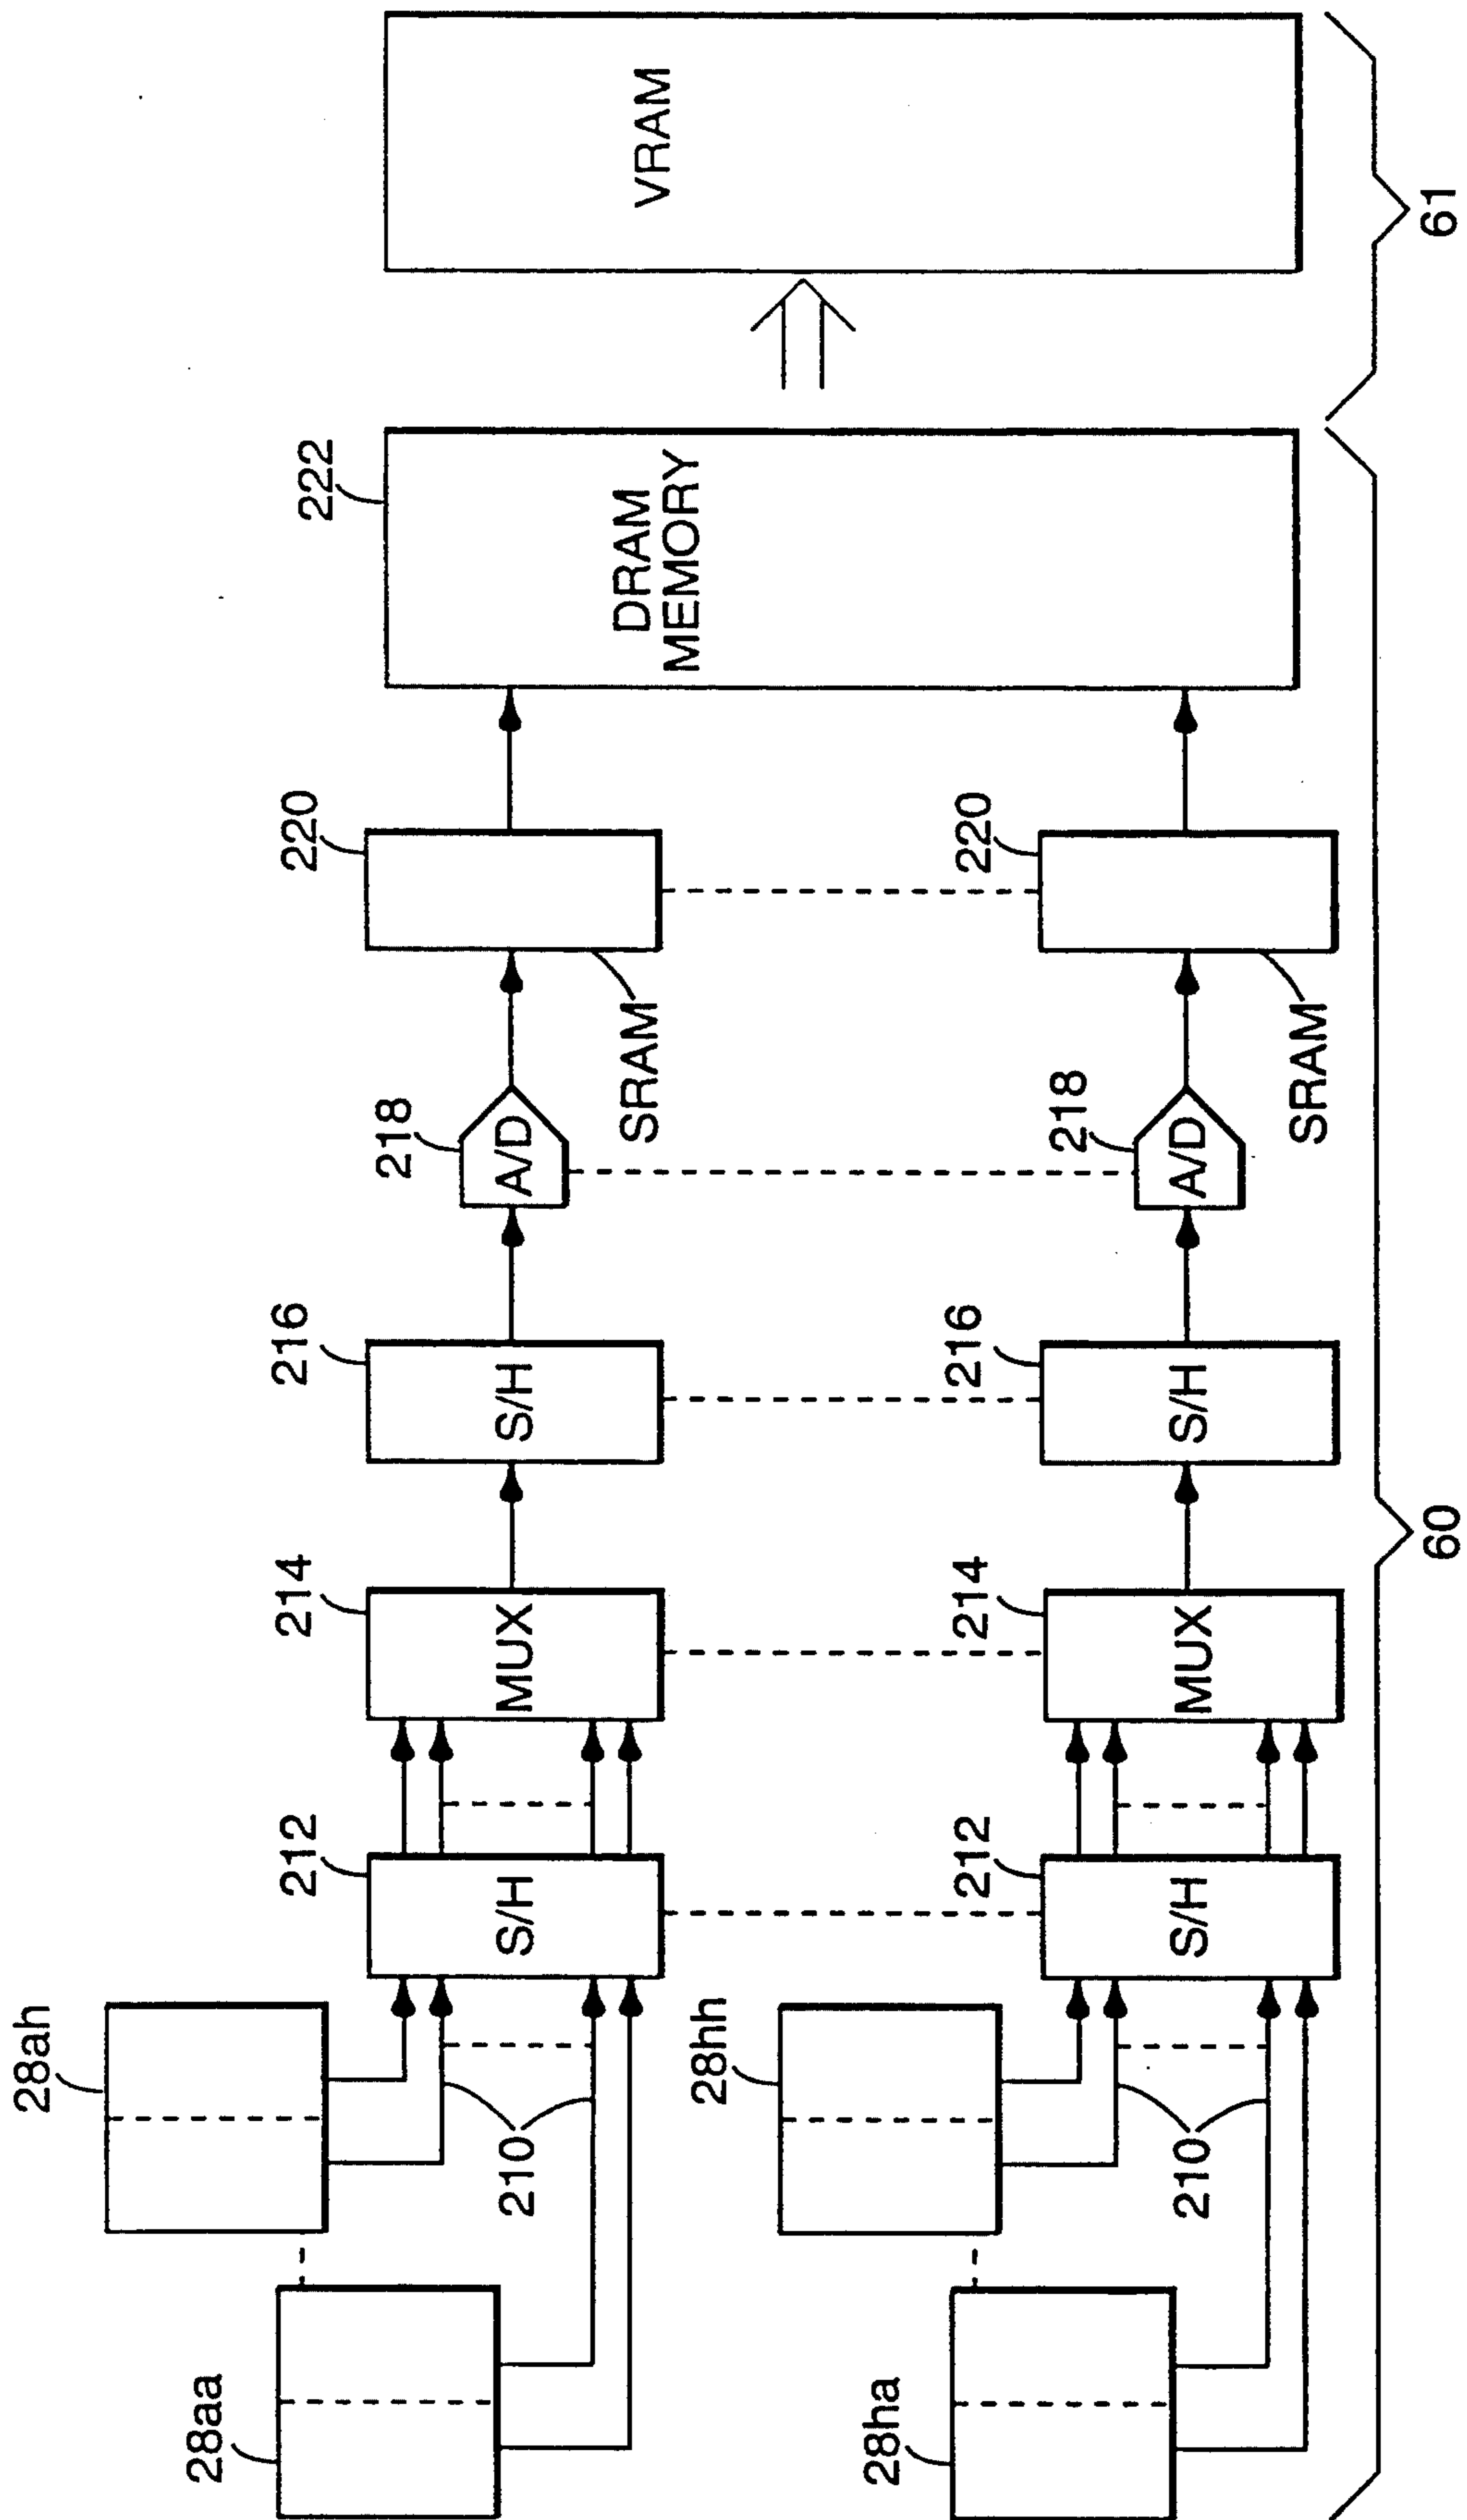 28ah
28aa
212
S/H
214
MUX
216
S/H
218
A/D
220
SRAM
222
DRAM
MEMORY
VRAM
210
28hh
28ha
212
S/H
214
MUX
216
S/H
218
A/D
220
SRAM
210
60
61